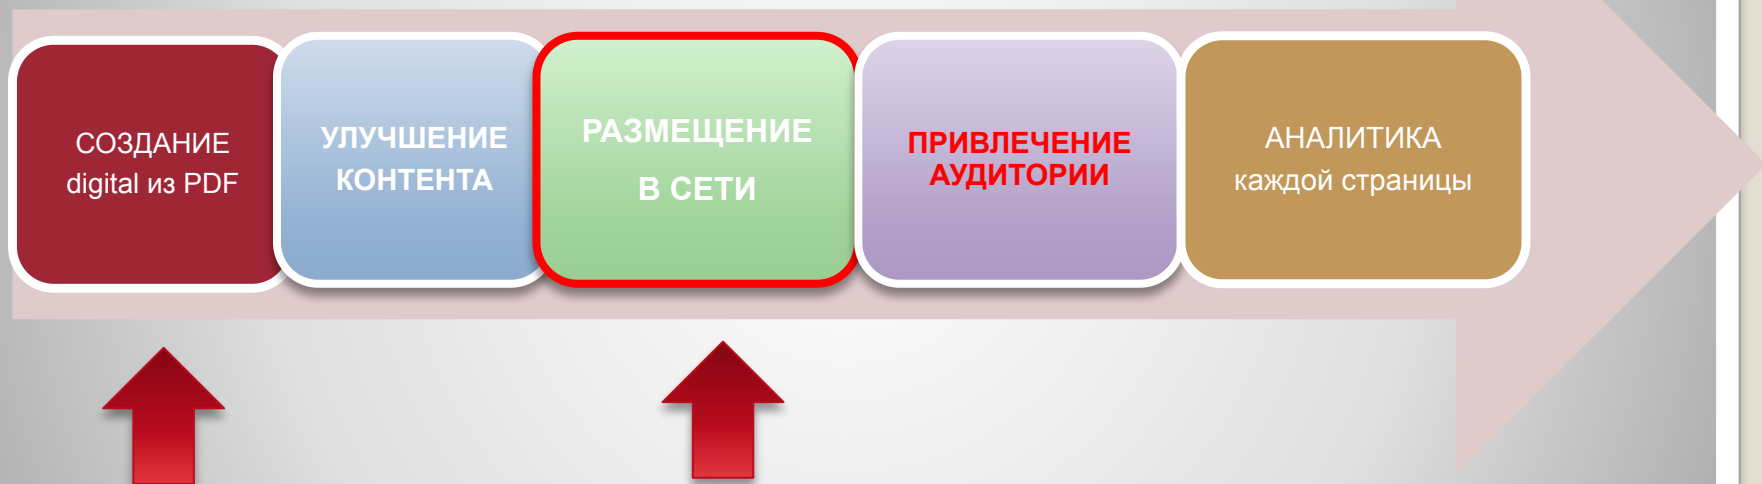 СОЗДАНИЕ
digital из PDF
УЛУЧШЕНИЕ
КОНТЕНТА
РАЗМЕЩЕНИЕ
В СЕТИ
ПРИВЛЕЧЕНИЕ
АУДИТОРИИ
АНАЛИТИКА
каждой страницы